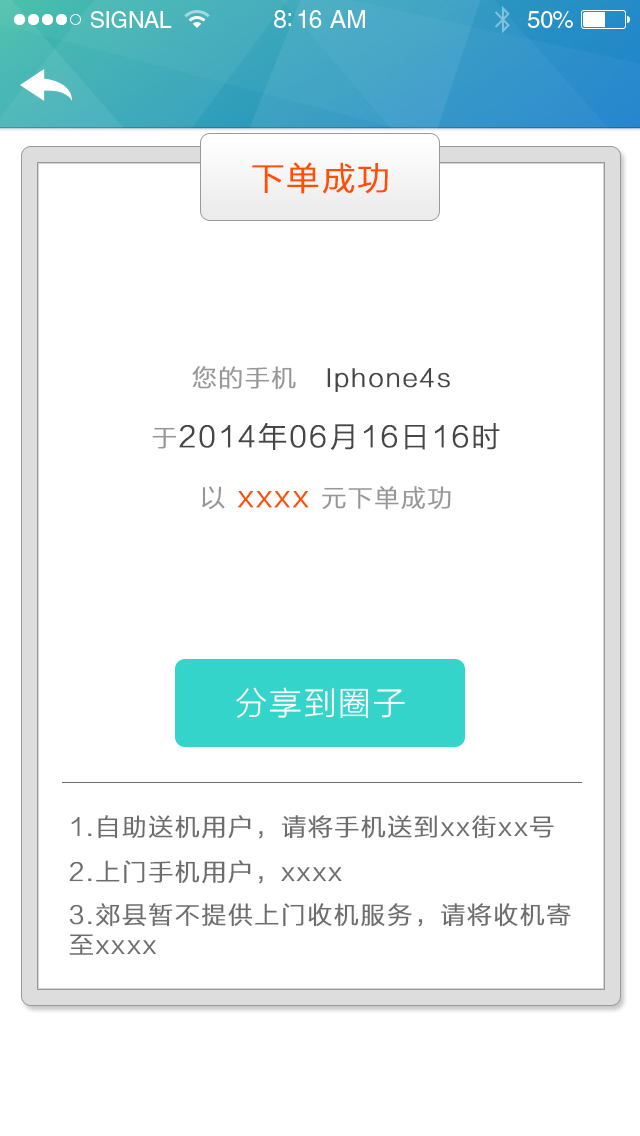 SIGNAL 8:16 AM 50%
下单成功
您的手机 Iphone4s
于2014年06月16日16时
以 xxxx 元下单成功
分享到圈子
1.自助送机用户，请将手机送到xx街xx号
2.上门手机用户，xxxx
3.郊县暂不提供上门收机服务，请将收机寄
至xxxx